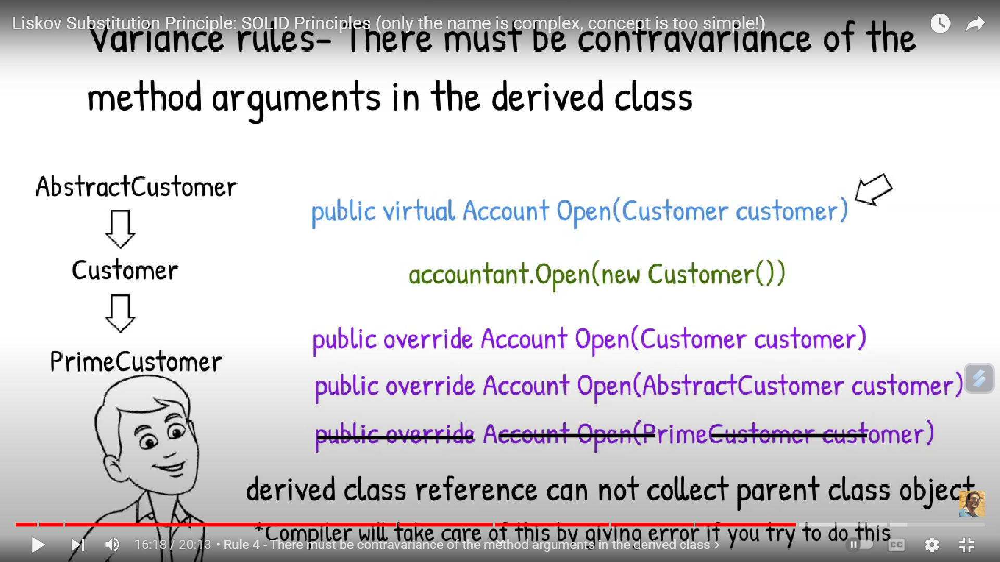 Liskov Substitution Principle: SOLID Principles (only the name is complex, concept is too simple!)
Variance rules- There must be contravariance of the
method arguments in the derived class
AbstractCustomer
Customer
PrimeCustomer
public virtual Account Open(Customer customer)
accountant.Open(new Customer())
public override Account Open(Customer customer)
public override Account Open(AbstractCustomer customer)
public override Account Open(PrimeCustomer customer)
derived class reference can not collect parent class object
*Compiler will take care of this by giving error if you try to do this
16:18 / 20:13 • Rule 4 - There must be contravariance of the method arguments in the derived class >
CC